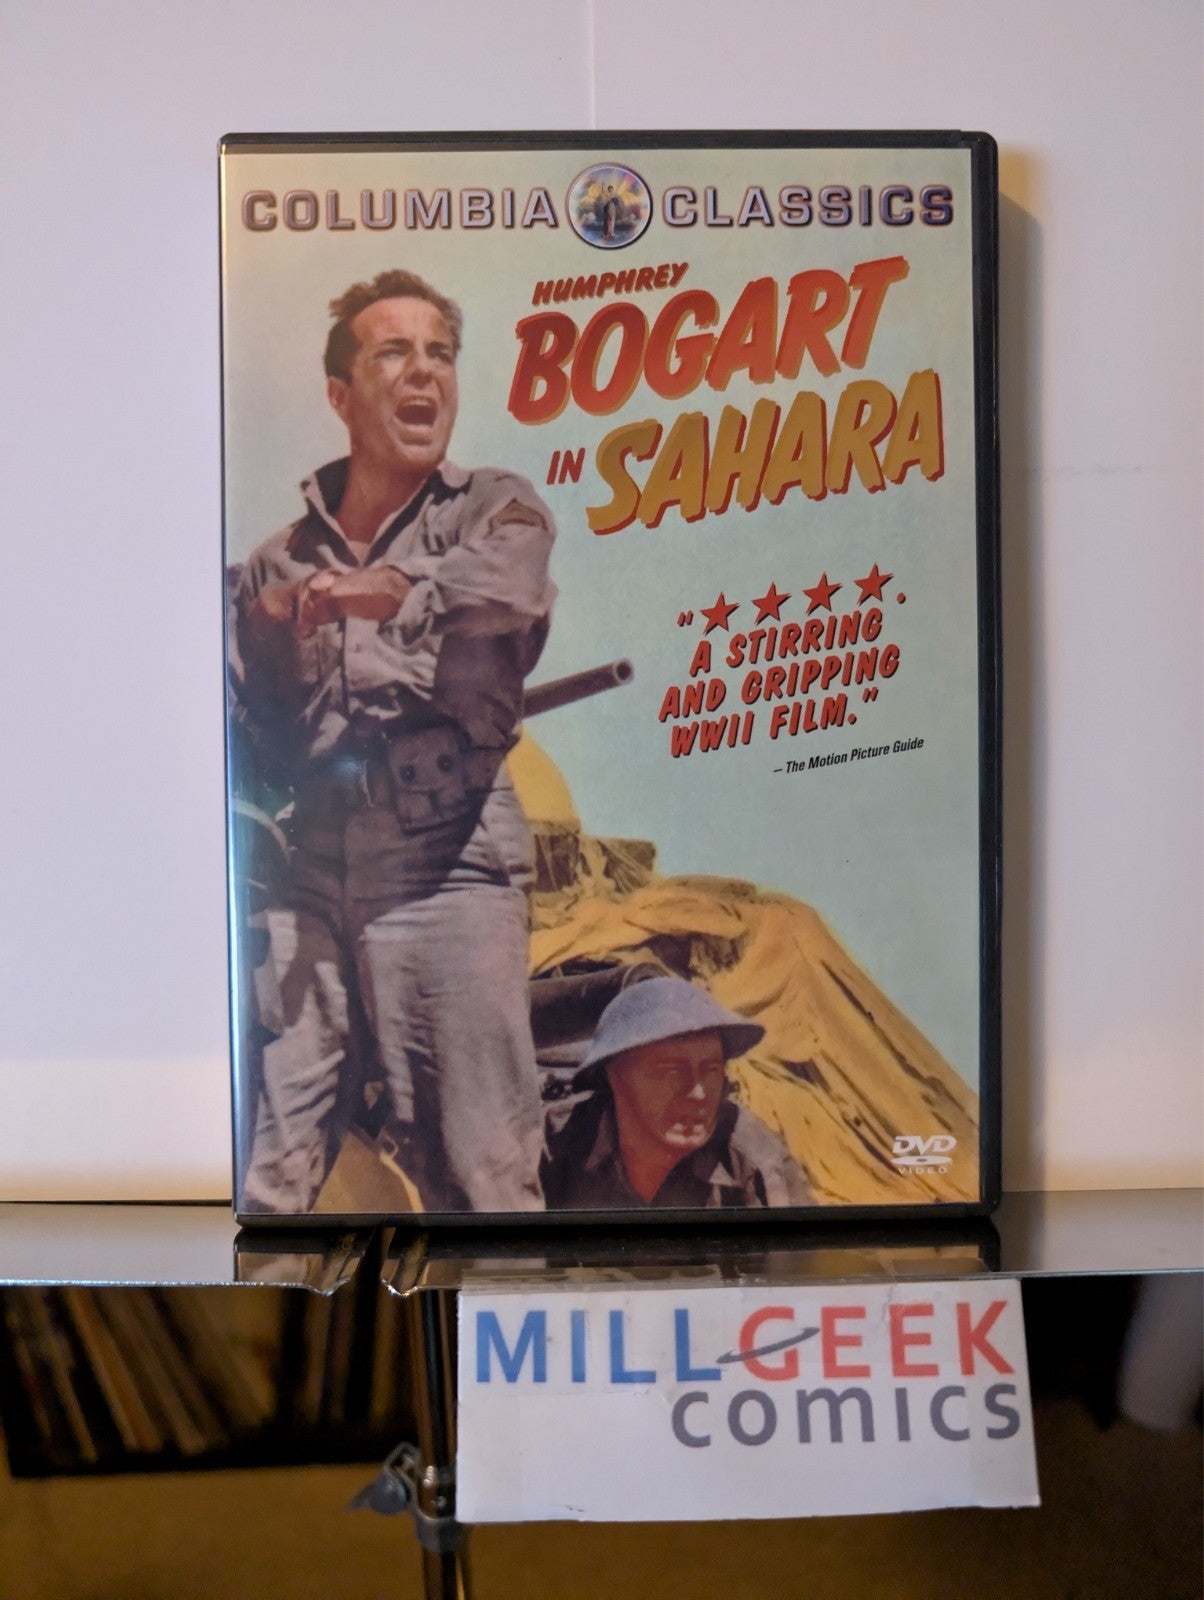 COLUMBIA CLASSICS
HUMPHREY
BOGART
IN SAHARA
"★★★★.
A STIRRING
AND GRIPPING
WWII FILM."
– The Motion Picture Guide
DVD
VIDEO
MILLGEEK
comics